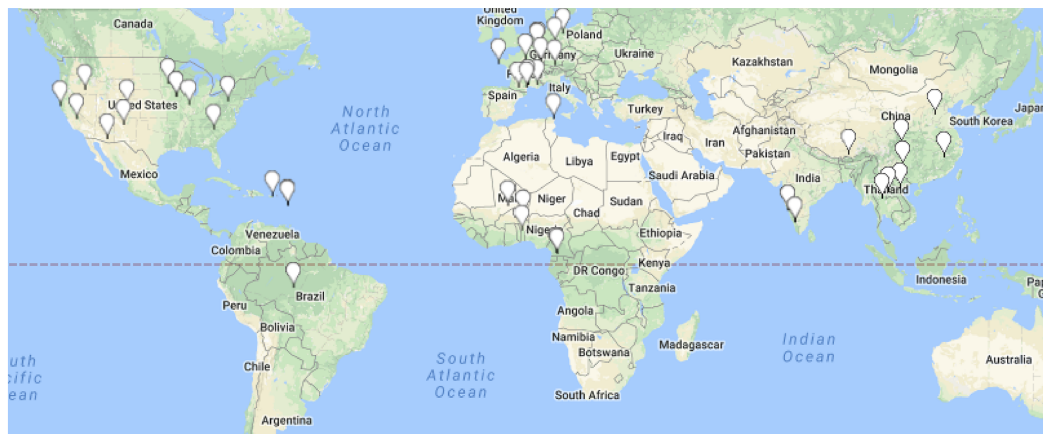 United
Kingdom
Canada
Poland
Germany
Ukraine
Kazakhstan
Mongolia
United States
Italy
Spain
Turkey
China
South Korea
North
Atlantic
Ocean
Iraq
Iran
Afghanistan
Pakistan
Algeria
Libya
Egypt
Mexico
Saudi Arabia
India
Thailand
Niger
Sudan
Chad
Venezuela
Ethiopia
Colombia
DR Congo
Kenya
Indonesia
Brazil
Peru
Tanzania
Angola
Bolivia
Namibia
Botswana
Madagascar
Indian
Ocean
Chile
South
Atlantic
Ocean
Australia
South Africa
Argentina